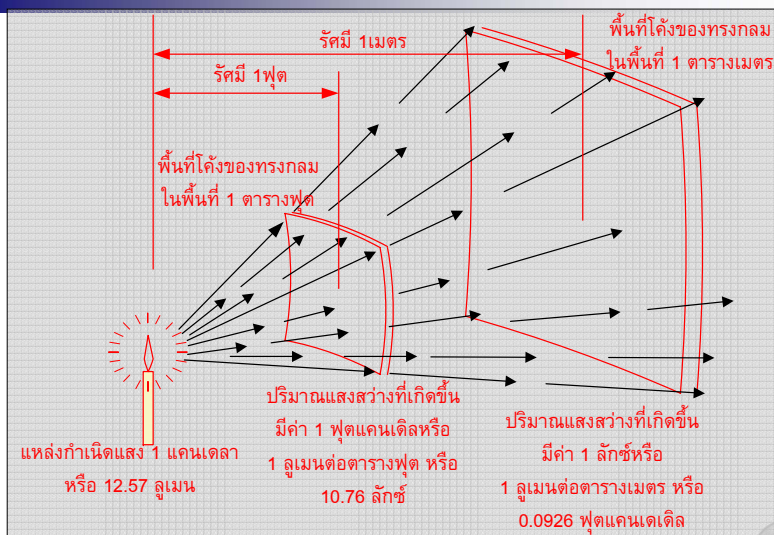 รัศมี 1เมตร
รัศมี 1ฟุต
พื้นที่โค้งของทรงกลม
ในพื้นที่ 1 ตารางเมตร
พื้นที่โค้งของทรงกลม
ในพื้นที่ 1 ตารางฟุต
แหล่งกำเนิดแสง 1 แคนเดลา
หรือ 12.57 ลูเมน
ปริมาณแสงสว่างที่เกิดขึ้น
มีค่า 1 ฟุตแคนเดิลหรือ
1 ลูเมนต่อตารางฟุต หรือ
10.76 ลักซ์
ปริมาณแสงสว่างที่เกิดขึ้น
มีค่า 1 ลักซ์หรือ
1 ลูเมนต่อตารางเมตร หรือ
0.0926 ฟุตแคนเดเดิล